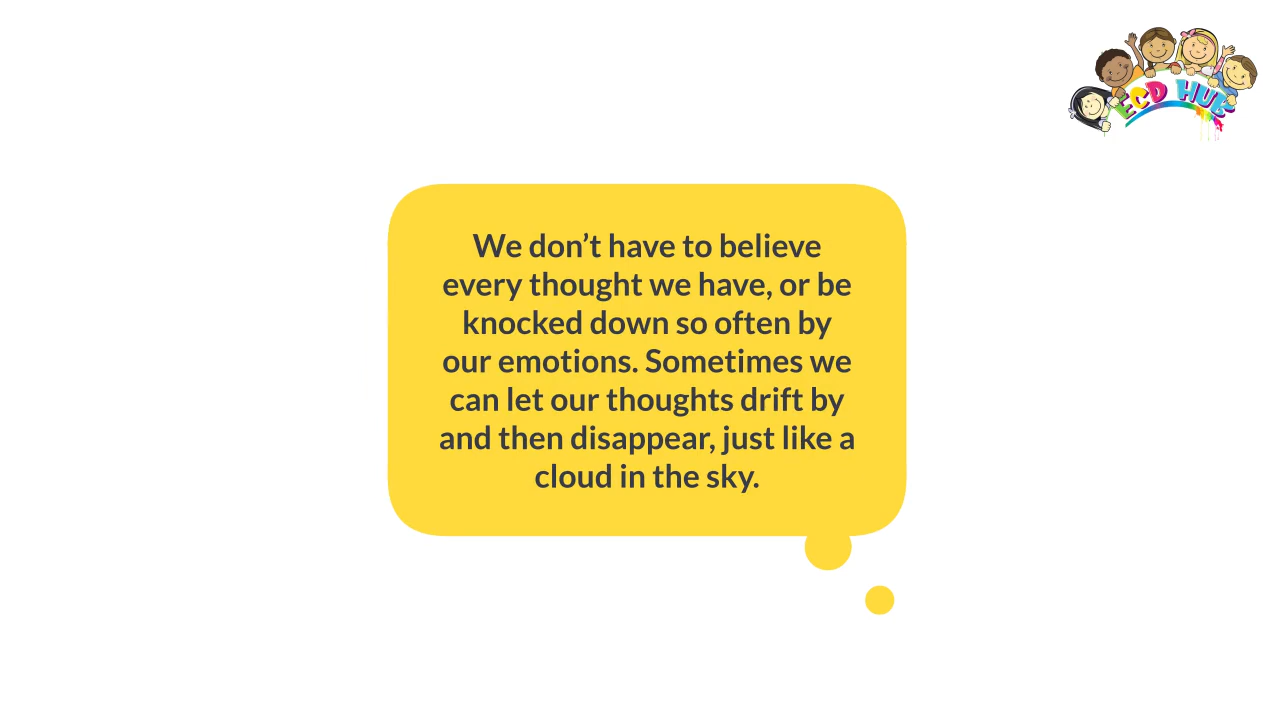 ECD HUB
We don’t have to believe
every thought we have, or be
knocked down so often by
our emotions. Sometimes we
can let our thoughts drift by
and then disappear, just like a
cloud in the sky.